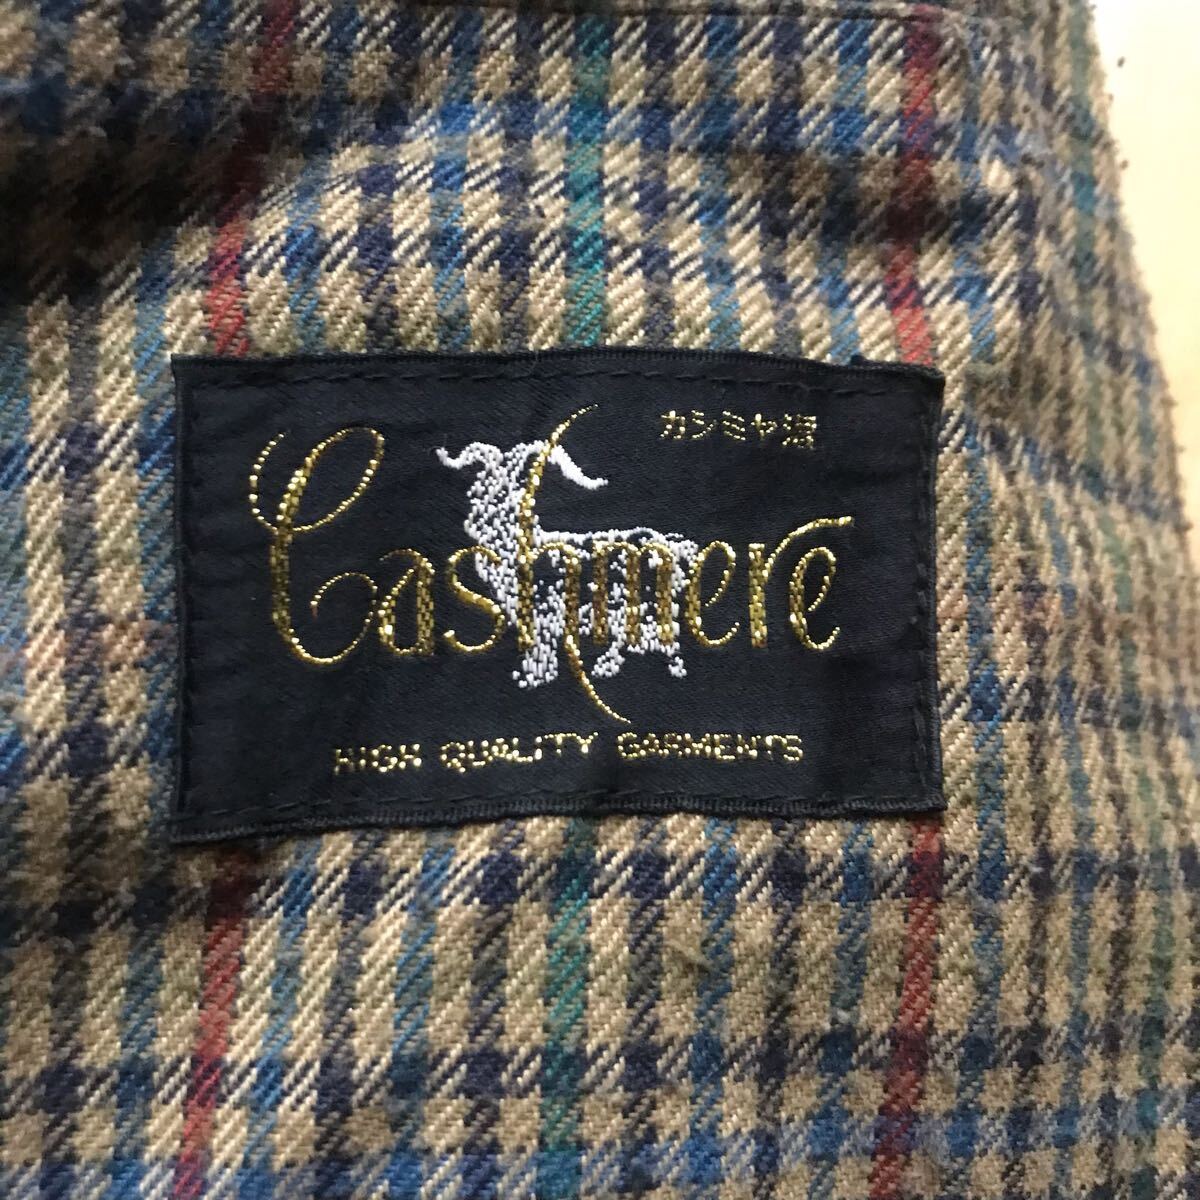 カシミヤ混
Cashmere
HIGH QUALITY GARMENTS